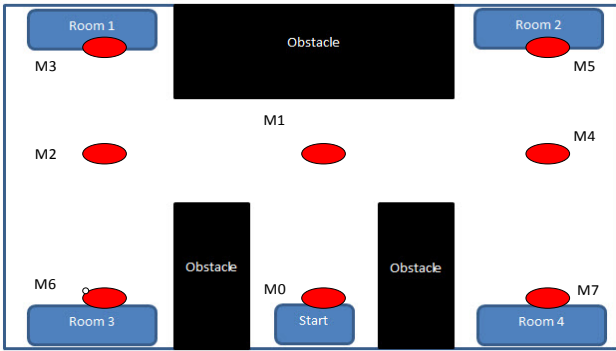 Room 1
Room 2
Obstacle
M3
M5
M1
M4
M2
Obstacle
Obstacle
M6
M0
M7
Room 3
Start
Room 4